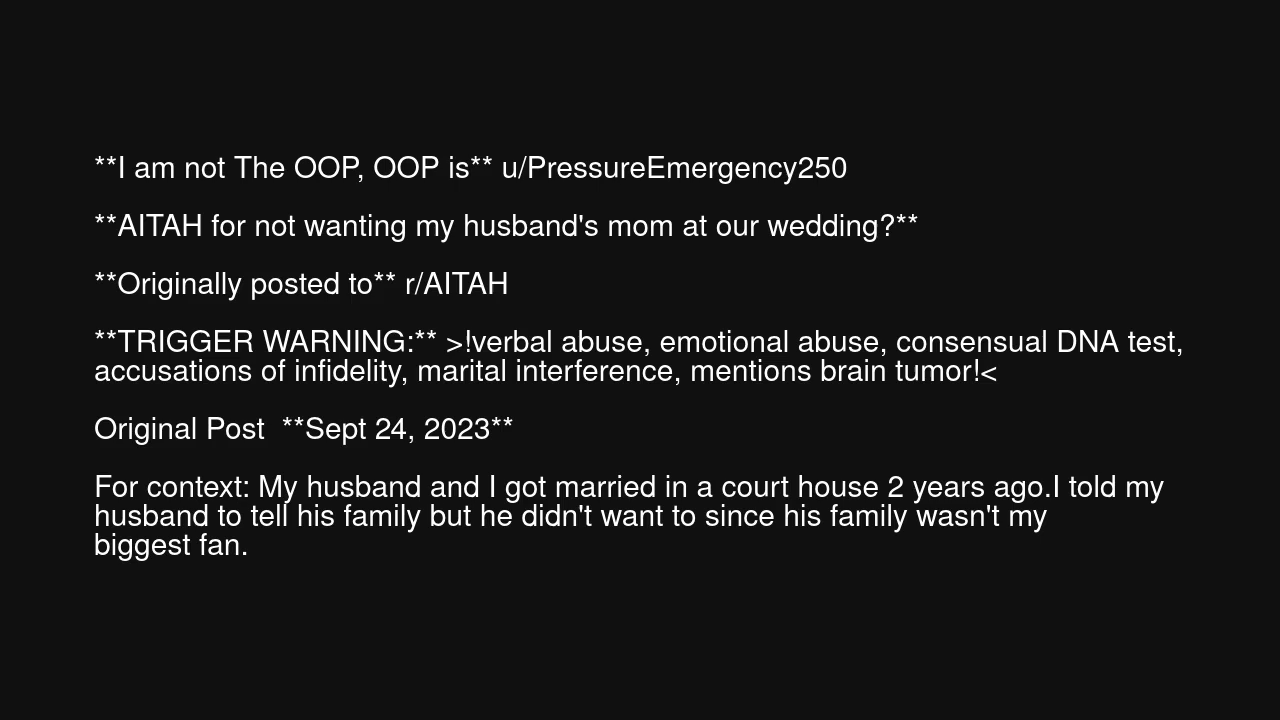 **I am not The OOP, OOP is** u/PressureEmergency250
**AITAH for not wanting my husband's mom at our wedding?**
**Originally posted to** r/AITAH
**TRIGGER WARNING:** >!verbal abuse, emotional abuse, consensual DNA test,
accusations of infidelity, marital interference, mentions brain tumor!<
Original Post  **Sept 24, 2023**
For context: My husband and I got married in a court house 2 years ago.I told my
husband to tell his family but he didn't want to since his family wasn't my
biggest fan.